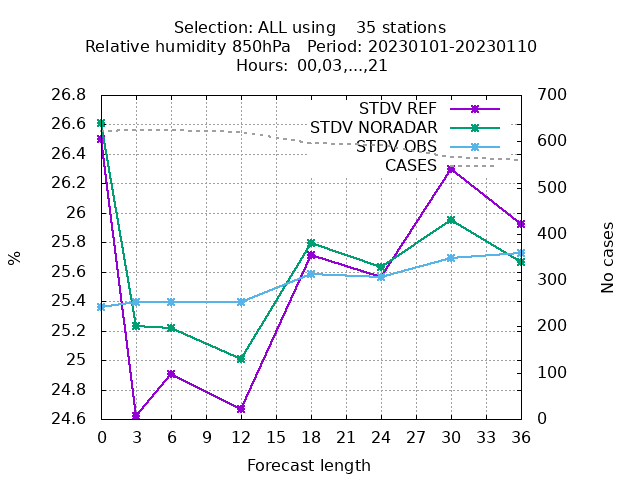 Selection: ALL using    35 stations
Relative humidity 850hPa   Period: 20230101-20230110
Hours: 00,03,...,21
26.8
26.6
26.4
26.2
26
25.8
25.6
25.4
25.2
25
24.8
24.6
%
STDV REF
STDV NORADAR
STDV OBS
CASES
700
600
500
400
300
200
100
0
No cases
0 3 6 9 12 15 18 21 24 27 30 33 36
Forecast length